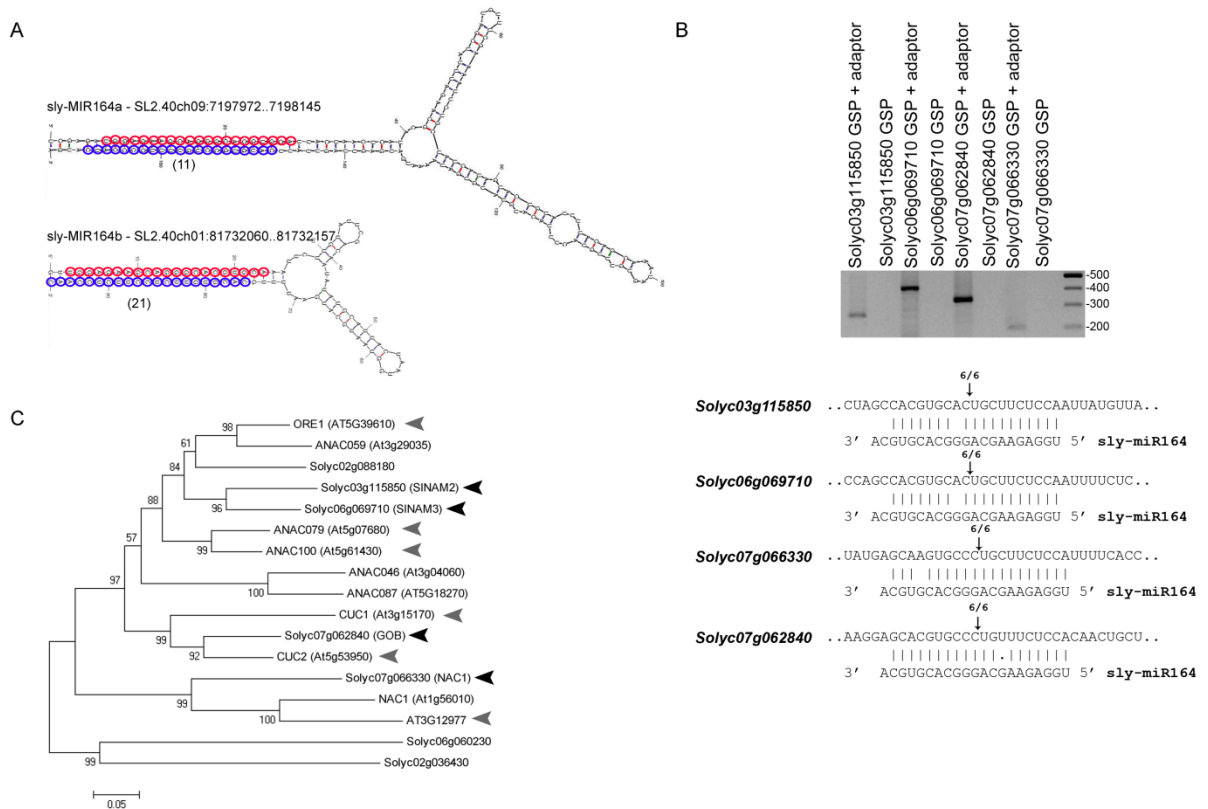 A
sly-MIR164a - SL2.40ch09:7197972..7198145
(11)
sly-MIR164b - SL2.40ch01:81732060..81732157
(21)
B
Solyc03g115850 GSP + adaptor
Solyc03g115850 GSP
Solyc06g069710 GSP + adaptor
Solyc06g069710 GSP
Solyc07g062840 GSP + adaptor
Solyc07g062840 GSP
Solyc07g066330 GSP + adaptor
Solyc07g066330 GSP
-500
-400
-300
-200
6/6
Solyc03g115850 ..CUAGCCACGUGCACUGCUUCUCCAAUUAUGUUA..
3’ ACGUGCACGGGACGAAGAGGU 5’ sly-miR164
6/6
Solyc06g069710 ..CCAGCCACGUGCACUGCUUCUCCAAUUUUCUC..
3’ ACGUGCACGGGACGAAGAGGU 5’ sly-miR164
6/6
Solyc07g066330 ..UAUGAGCAAGUGCCCUGCUUCUCCAUUUUCACC..
3’ ACGUGCACGGGACGAAGAGGU 5’ sly-miR164
6/6
Solyc07g062840 ..AAGGAGCACGUGCCCUGUUUCUCCACAACUGCU..
3’ ACGUGCACGGGACGAAGAGGU 5’ sly-miR164
C
ORE1 (AT5G39610)
98
ANAC059 (At3g29035)
61
Solyc02g088180
84
Solyc03g115850 (SINAM2)
96
Solyc06g069710 (SINAM3)
88
ANAC079 (At5g07680)
99
ANAC100 (At5g61430)
57
ANAC046 (At3g04060)
100
ANAC087 (AT5G18270)
97
CUC1 (At3g15170)
99
Solyc07g062840 (GOB)
92
CUC2 (At5g53950)
Solyc07g066330 (NAC1)
99
NAC1 (At1g56010)
100
AT3G12977
Solyc06g060230
99
Solyc02g036430
0.05